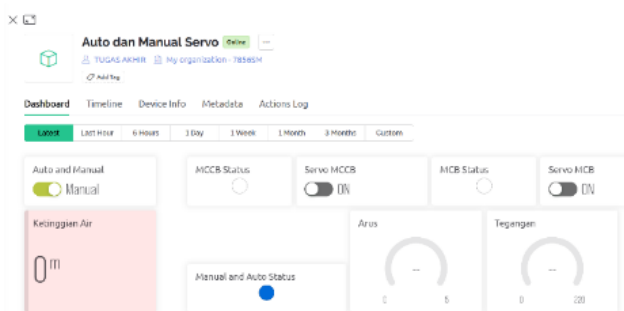 Auto dan Manual Servo Online ...
TUGAS AKHIR My organization - 7856SM
Add Tag
Dashboard Timeline Device Info Metadata Actions Log
Latest Last Hour 6 Hours 1 Day 1 Week 1 Month 3 Months Custom
Auto and Manual MCCB Status Servo MCCB MCB Status Servo MCB
Manual ON ON
Ketinggian Air Arus Tegangan
0 m -- --
Manual and Auto Status
0 5 0 220